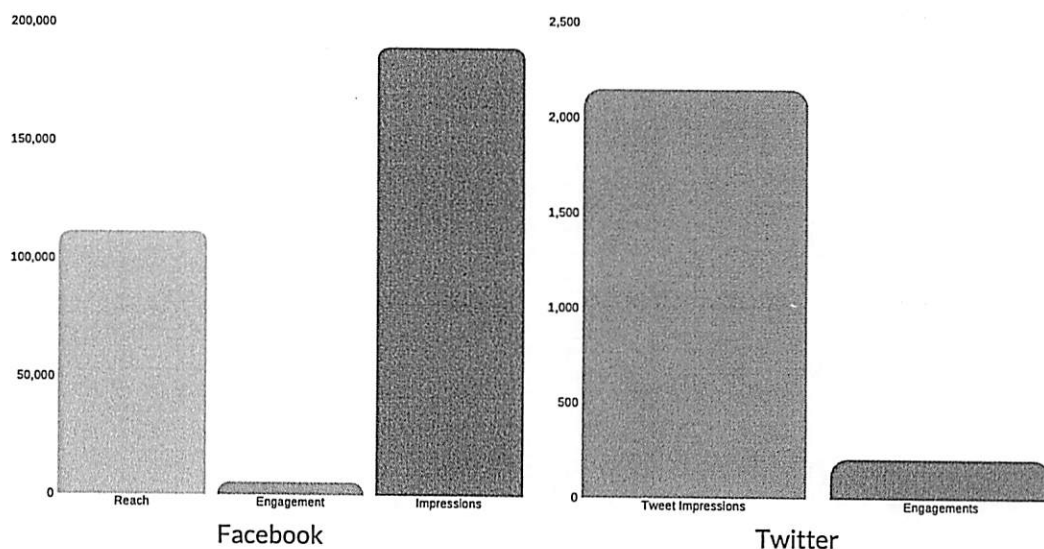 200,000
150,000
100,000
50,000
0
Reach
Engagement
Impressions
Facebook
2,500
2,000
1,500
1,000
500
0
Tweet Impressions
Engagements
Twitter